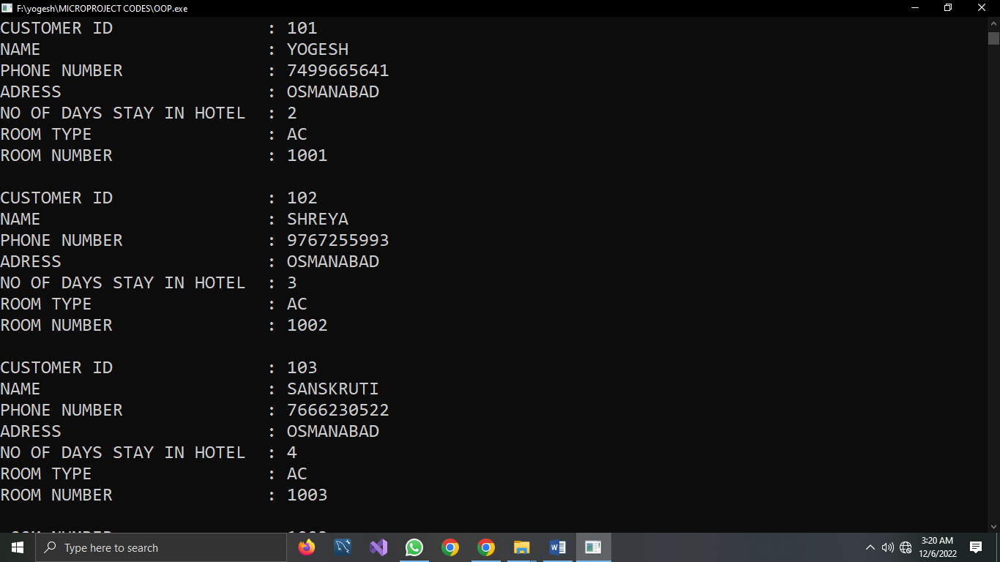 F:\yogesh\MICROPROJECT CODES\OOP.exe
CUSTOMER ID : 101
NAME : YOGESH
PHONE NUMBER : 7499665641
ADRESS : OSMANABAD
NO OF DAYS STAY IN HOTEL : 2
ROOM TYPE : AC
ROOM NUMBER : 1001
CUSTOMER ID : 102
NAME : SHREYA
PHONE NUMBER : 9767255993
ADRESS : OSMANABAD
NO OF DAYS STAY IN HOTEL : 3
ROOM TYPE : AC
ROOM NUMBER : 1002
CUSTOMER ID : 103
NAME : SANSKRUTI
PHONE NUMBER : 7666230522
ADRESS : OSMANABAD
NO OF DAYS STAY IN HOTEL : 4
ROOM TYPE : AC
ROOM NUMBER : 1003
Type here to search
3:20 AM
12/6/2022